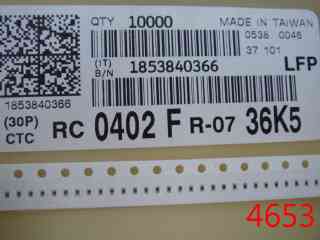 QTY 10000
MADE IN TAIWAN
0538 0046
37 101
(1T)
B/N 1853840366
LFP
1853840366
(30P)
CTC RC 0402 F R-07 36K5
4653